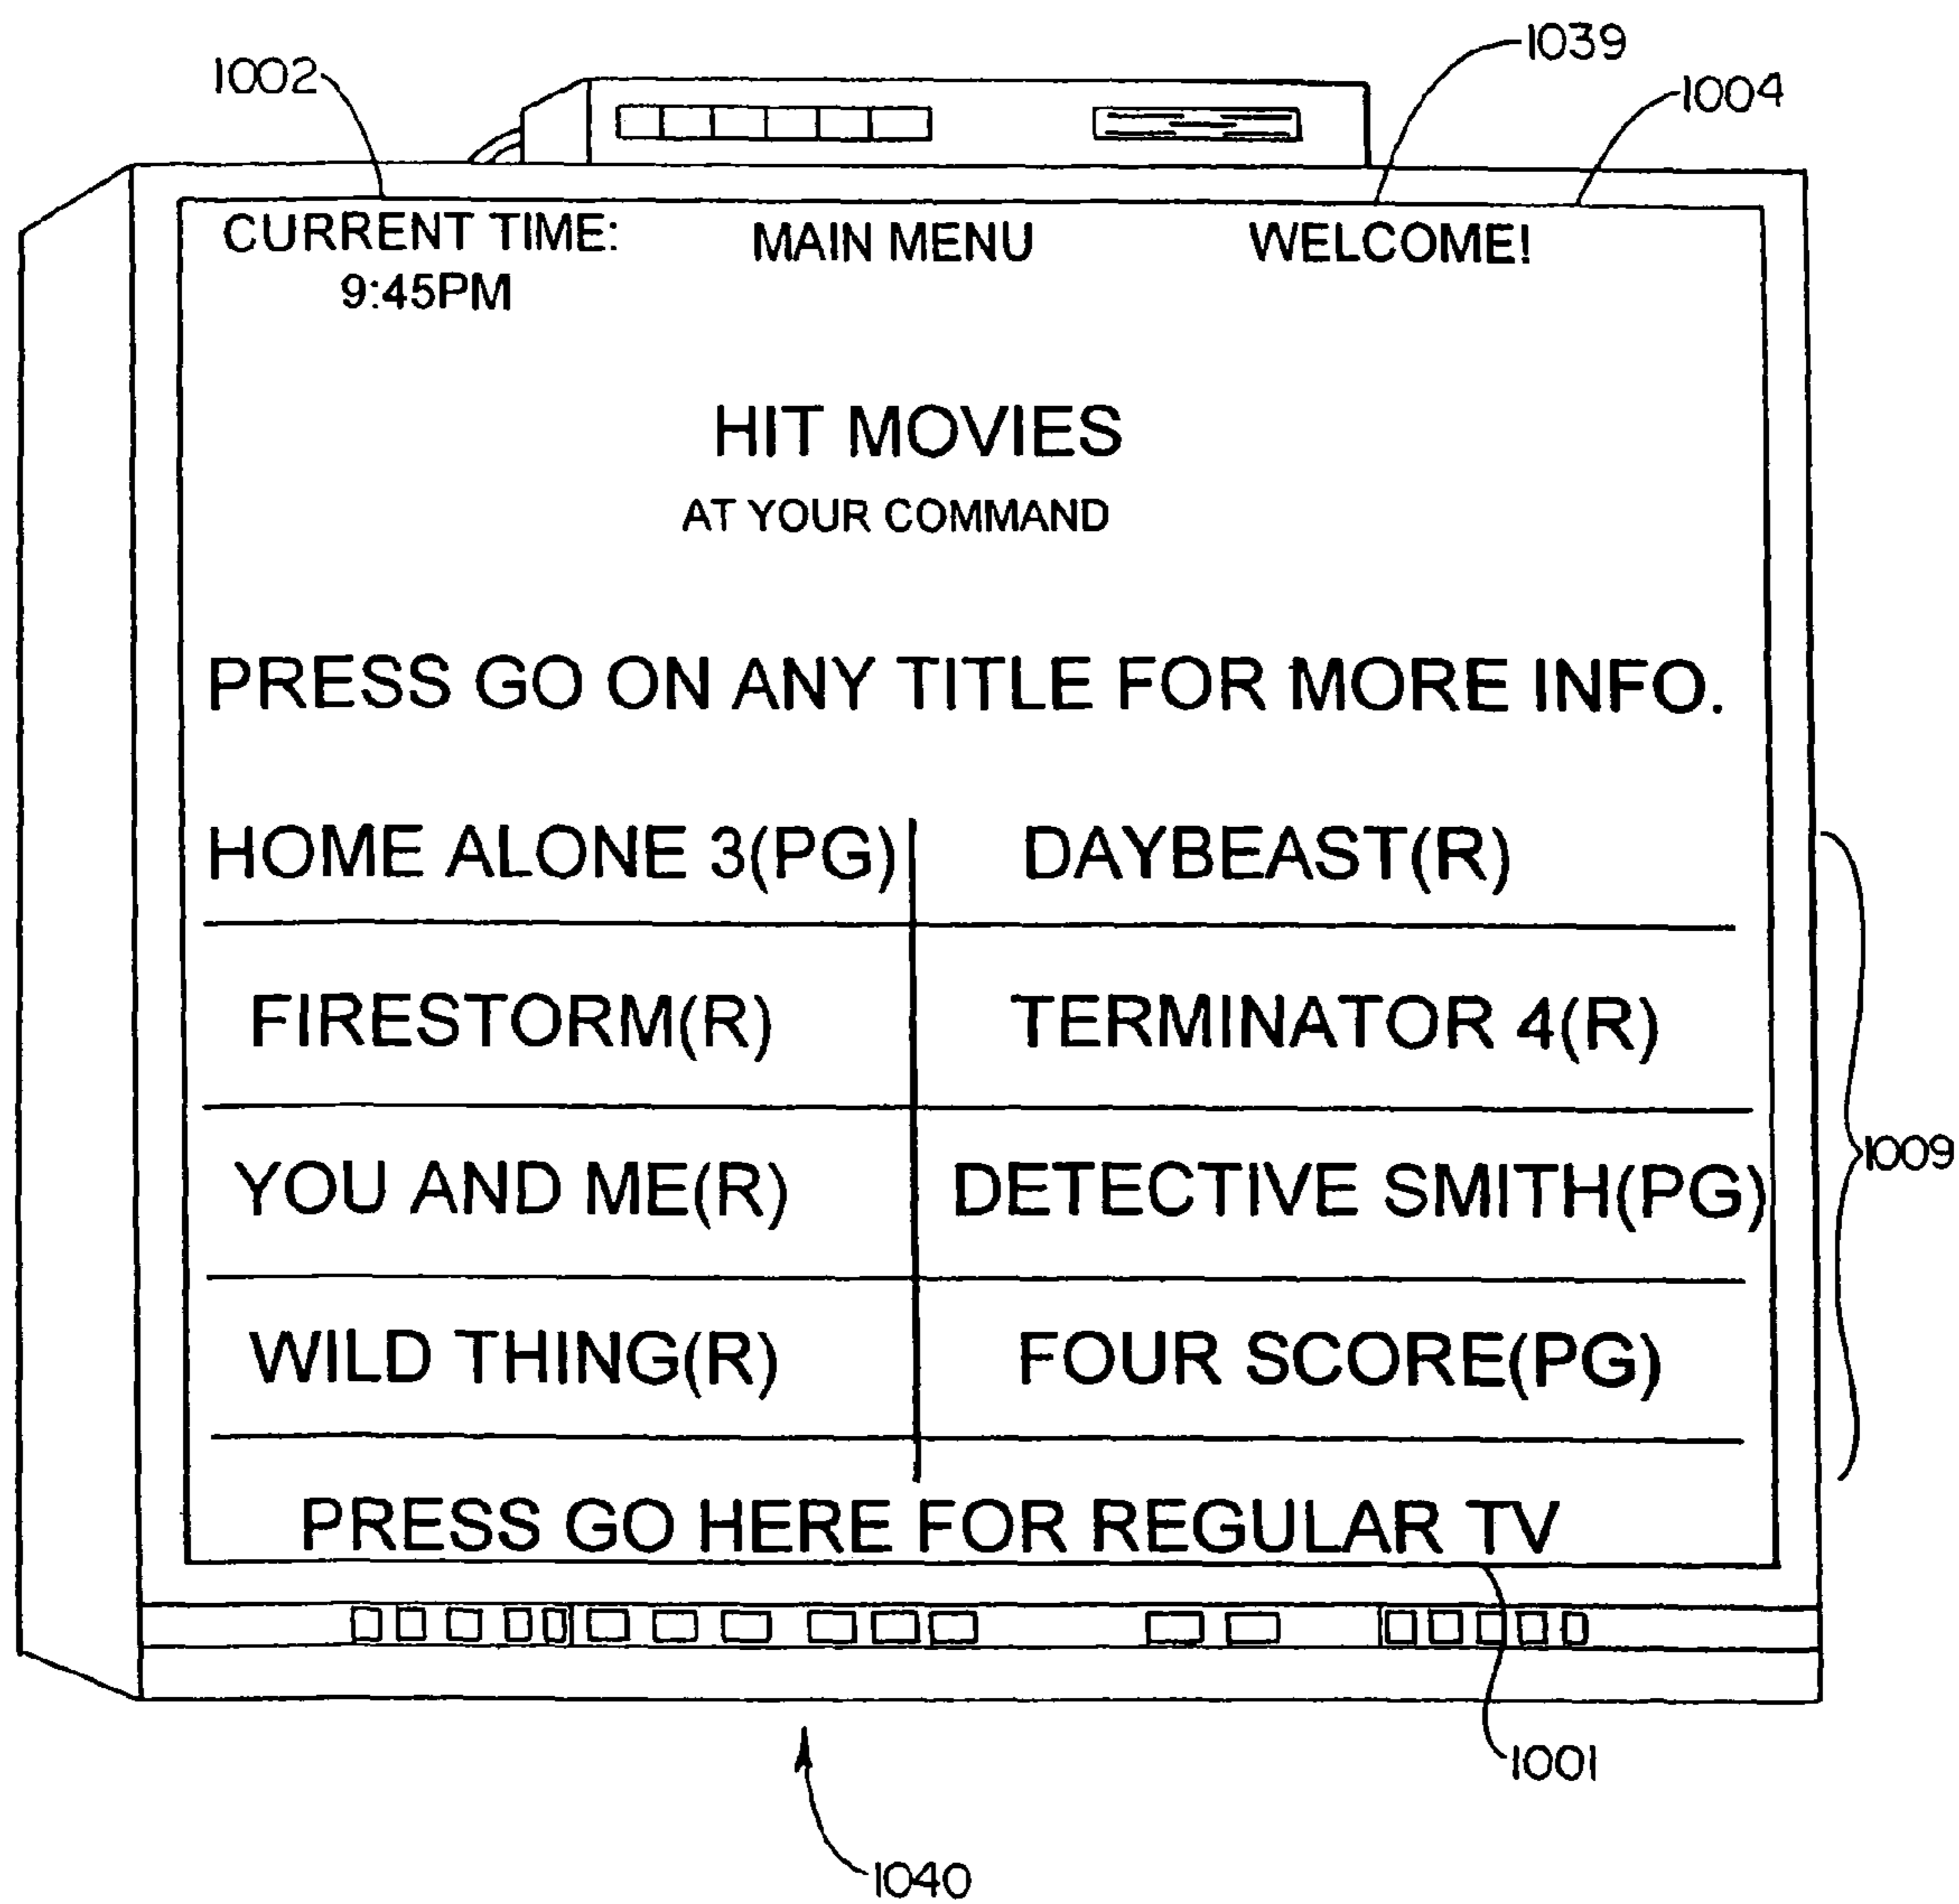 1002
1039
1004
CURRENT TIME: MAIN MENU WELCOME!
9:45PM
HIT MOVIES
AT YOUR COMMAND
PRESS GO ON ANY TITLE FOR MORE INFO.
HOME ALONE 3(PG) DAYBEAST(R)
FIRESTORM(R) TERMINATOR 4(R)
YOU AND ME(R) DETECTIVE SMITH(PG)
1009
WILD THING(R) FOUR SCORE(PG)
PRESS GO HERE FOR REGULAR TV
1001
1040